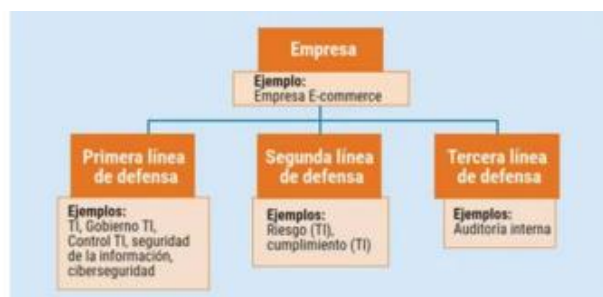 Empresa
Ejemplo:
Empresa E-commerce
Primera línea
de defensa
Ejemplos:
TI, Gobierno TI,
Control TI, seguridad
de la información,
ciberseguridad
Segunda línea
de defensa
Ejemplos:
Riesgo (TI),
cumplimiento (TI)
Tercera línea
de defensa
Ejemplos:
Auditoría interna